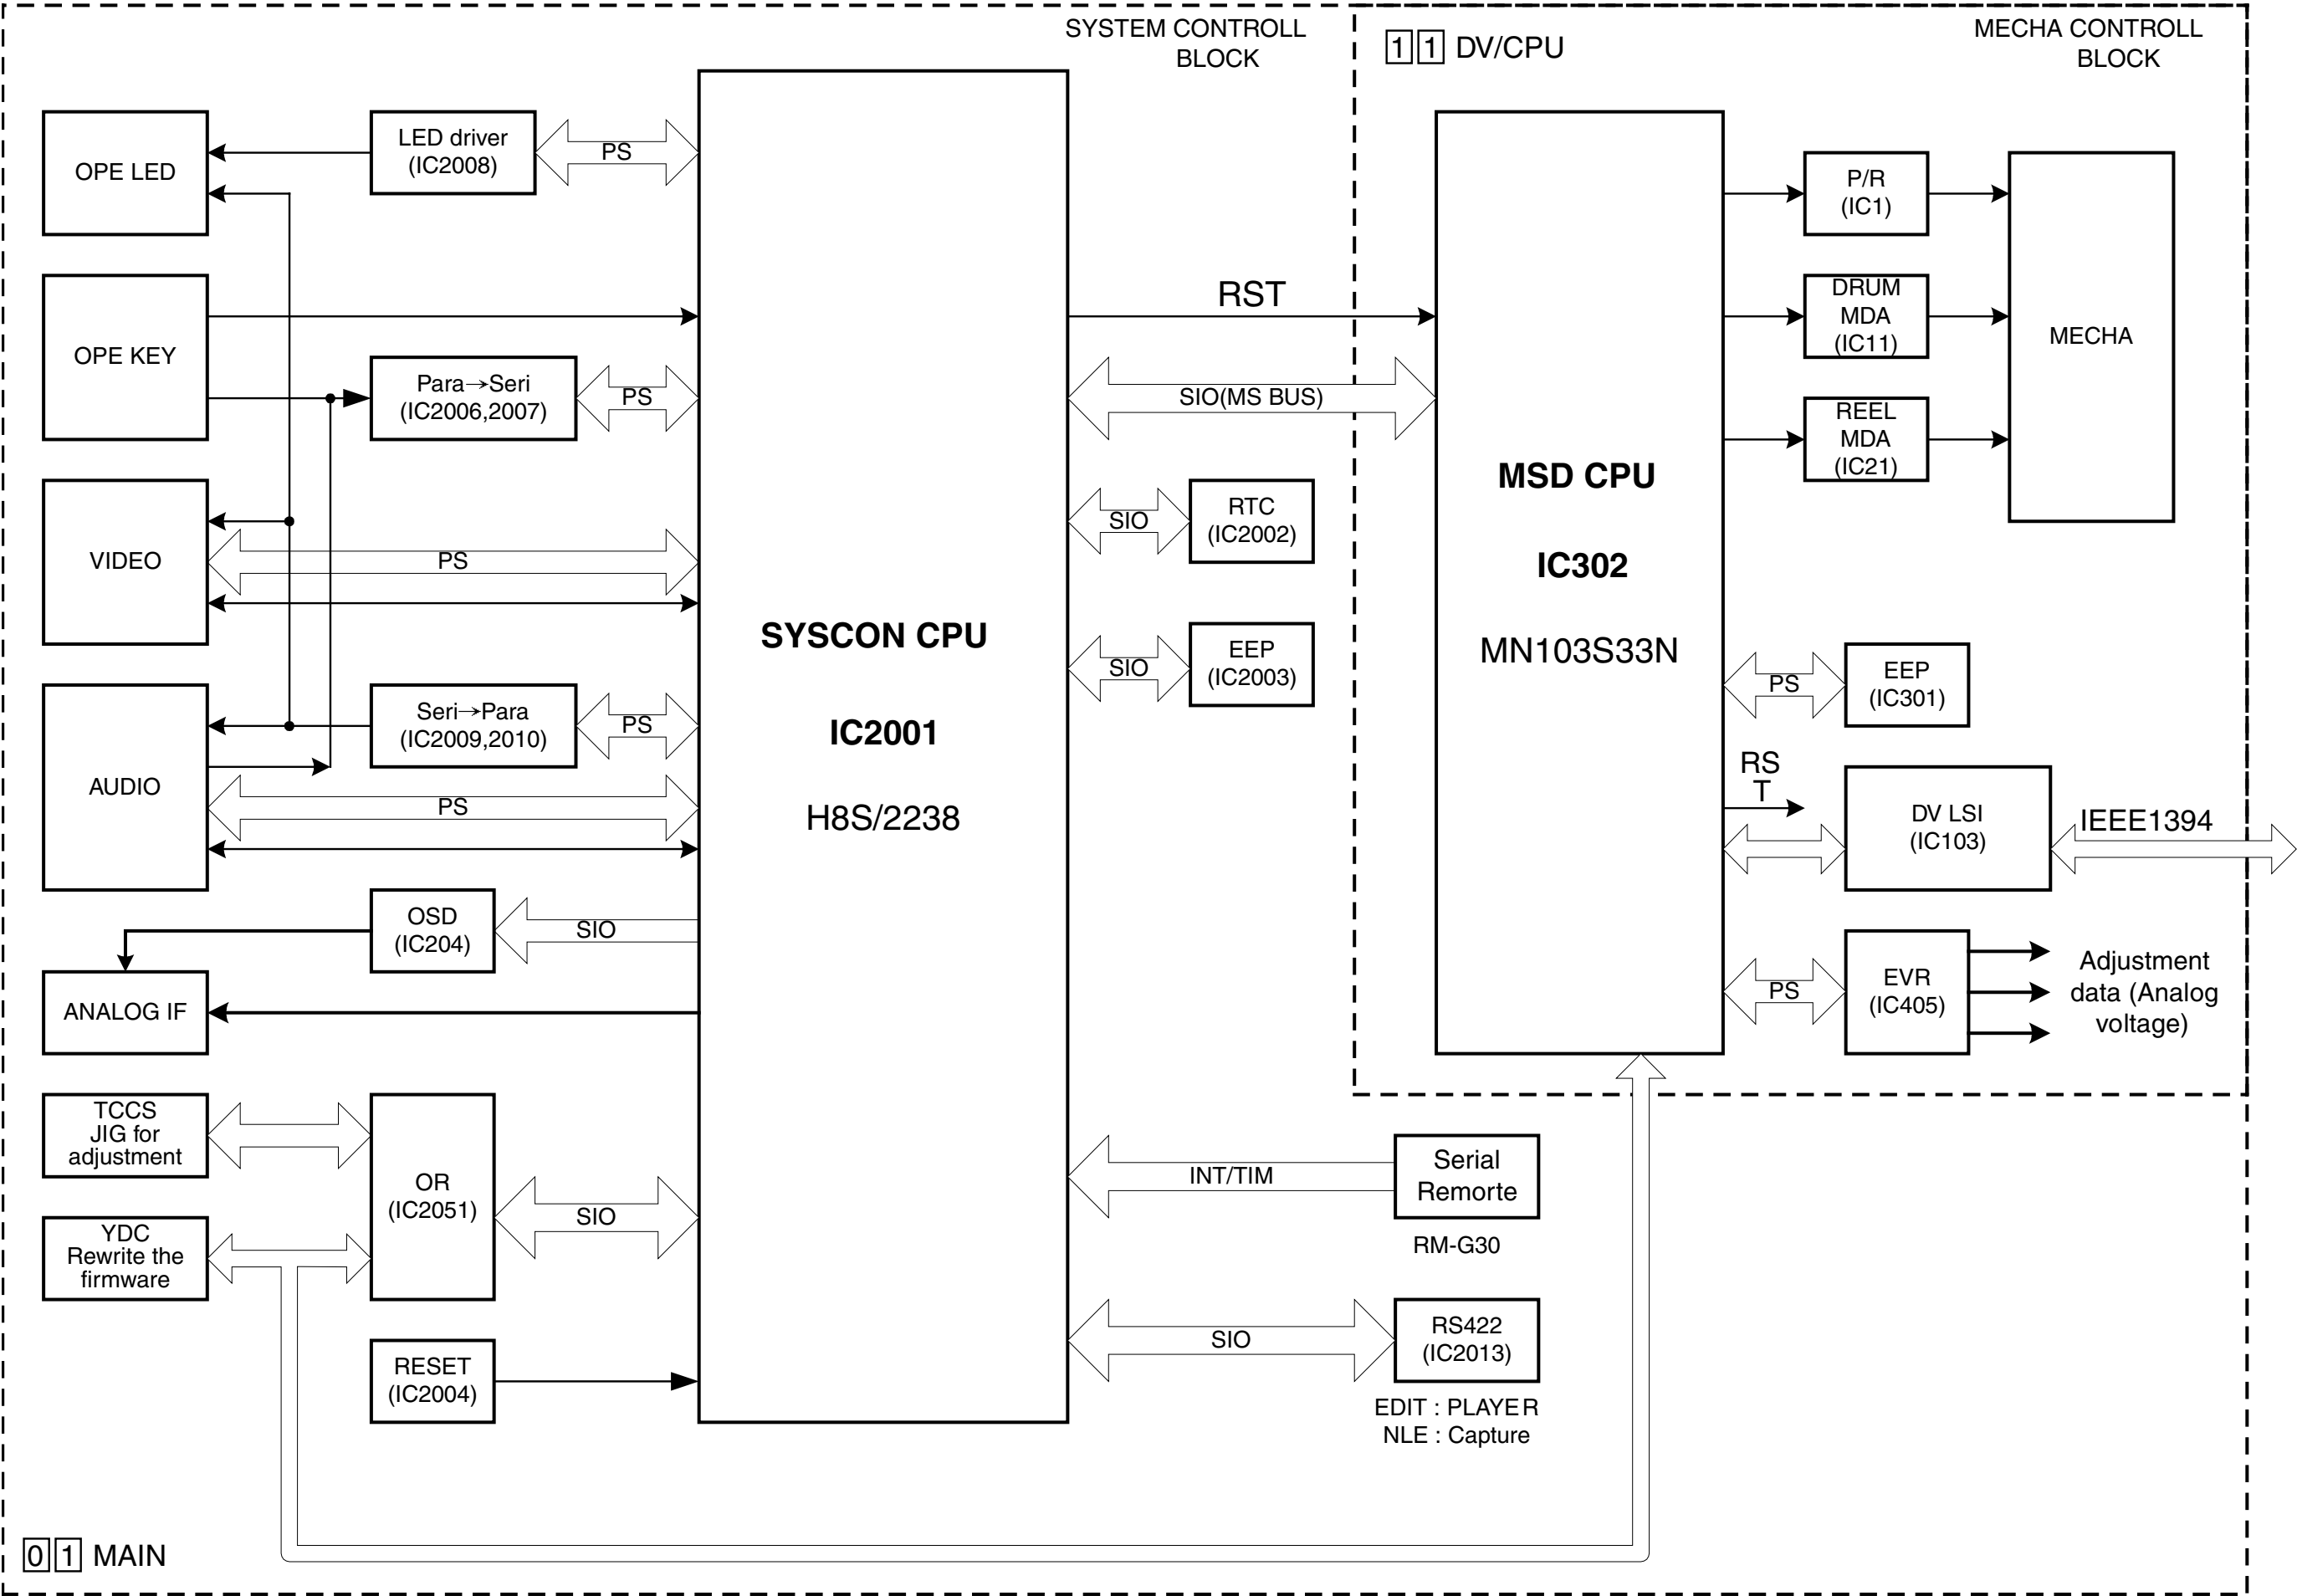 SYSTEM CONTROLL
BLOCK
11 DV/CPU
MECHA CONTROLL
BLOCK
OPE LED
LED driver
(IC2008)
PS
OPE KEY
Para→Seri
(IC2006,2007)
PS
VIDEO
PS
AUDIO
Seri→Para
(IC2009,2010)
PS
PS
OSD
(IC204)
SIO
ANALOG IF
TCCS
JIG for
adjustment
YDC
Rewrite the
firmware
OR
(IC2051)
SIO
RESET
(IC2004)
SYSCON CPU
IC2001
H8S/2238
RST
SIO(MS BUS)
SIO
RTC
(IC2002)
SIO
EEP
(IC2003)
MSD CPU
IC302
MN103S33N
P/R
(IC1)
DRUM
MDA
(IC11)
REEL
MDA
(IC21)
MECHA
PS
EEP
(IC301)
RS
T
DV LSI
(IC103)
IEEE1394
PS
EVR
(IC405)
Adjustment
data (Analog
voltage)
INT/TIM
Serial
Remorte
RM-G30
SIO
RS422
(IC2013)
EDIT : PLAYER
NLE : Capture
01 MAIN